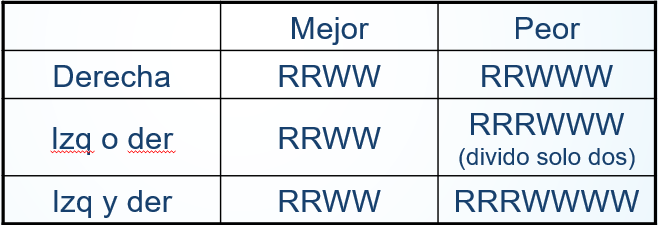 Mejor Peor
Derecha RRWW RRWWW
Izq o der RRWW RRRWWW
(divido solo dos)
Izq y der RRWW RRRWWWW